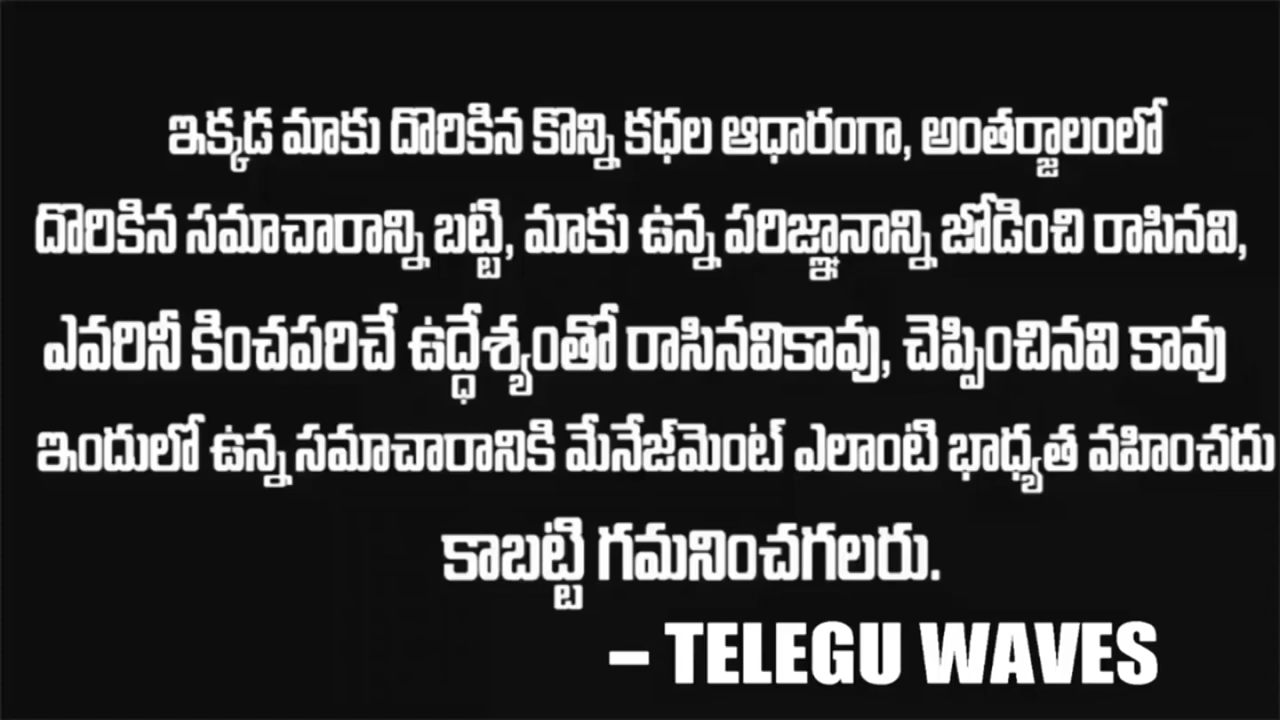 ఇక్కడ మాకు దొరికిన కొన్ని కధల ఆధారంగా, అంతర్జాలంలో
దొరికిన సమాచారాన్ని బట్టి, మాకు ఉన్న పరిజ్ఞానాన్ని జోడించి రాసినవి,
ఎవరినీ కించపరిచే ఉద్ధేశ్యంతో రాసినవికావు, చెప్పించినవి కావు
ఇందులో ఉన్న సమాచారానికి మేనేజ్‌మెంట్ ఎలాంటి భాధ్యత వహించదు
కాబట్టి గమనించగలరు.
– TELEGU WAVES